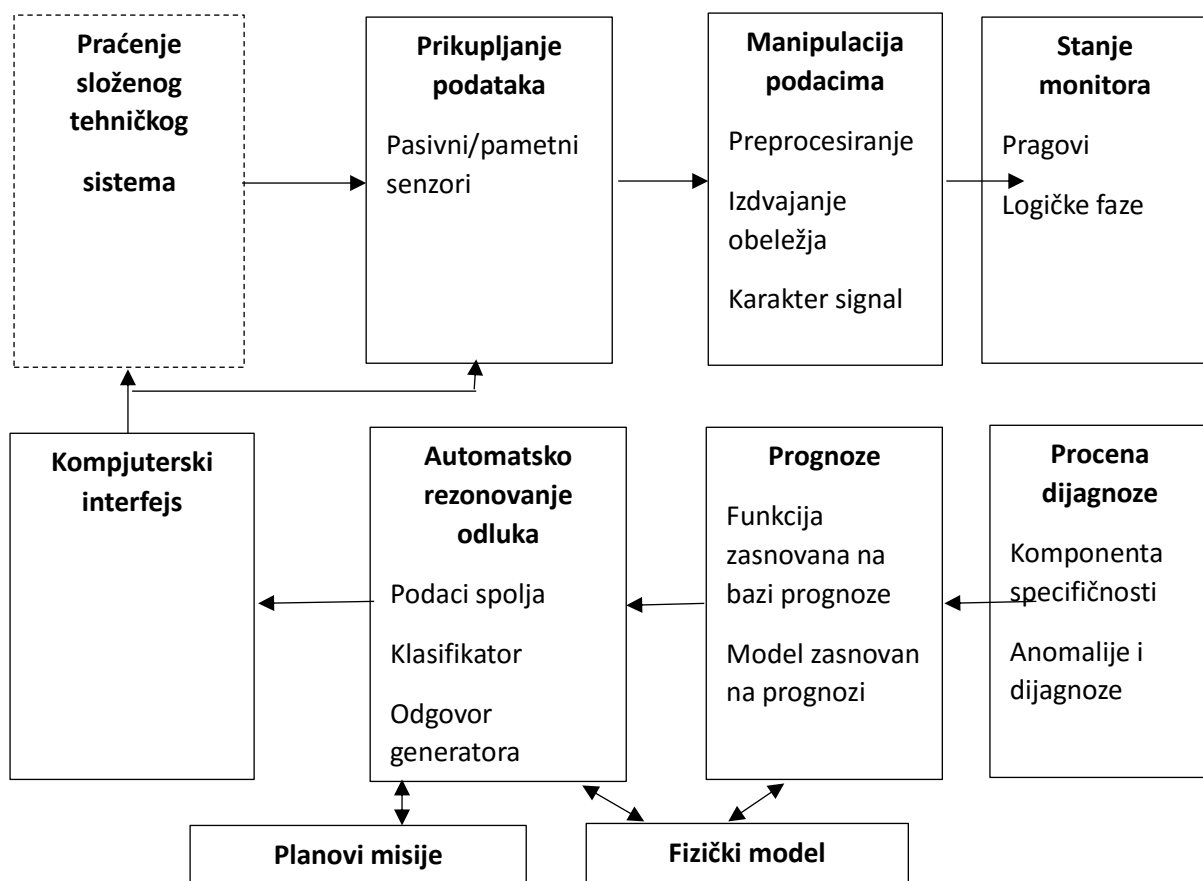 Praćenje
složenog
tehničkog
sistema
Prikupljanje
podataka
Pasivni/pametni
senzori
Manipulacija
podacima
Preprocesiranje
Izdvajanje
obeležja
Karakter signal
Stanje
monitora
Pragovi
Logičke faze
Kompjuterski
interfejs
Automatsko
rezonovanje
odluka
Podaci spolja
Klasifikator
Odgovor
generatora
Prognoze
Funkcija
zasnovana na
bazi prognoze
Model zasnovan
na prognozi
Procena
dijagnoze
Komponenta
specifičnosti
Anomalije i
dijagnoze
Planovi misije
Fizički model